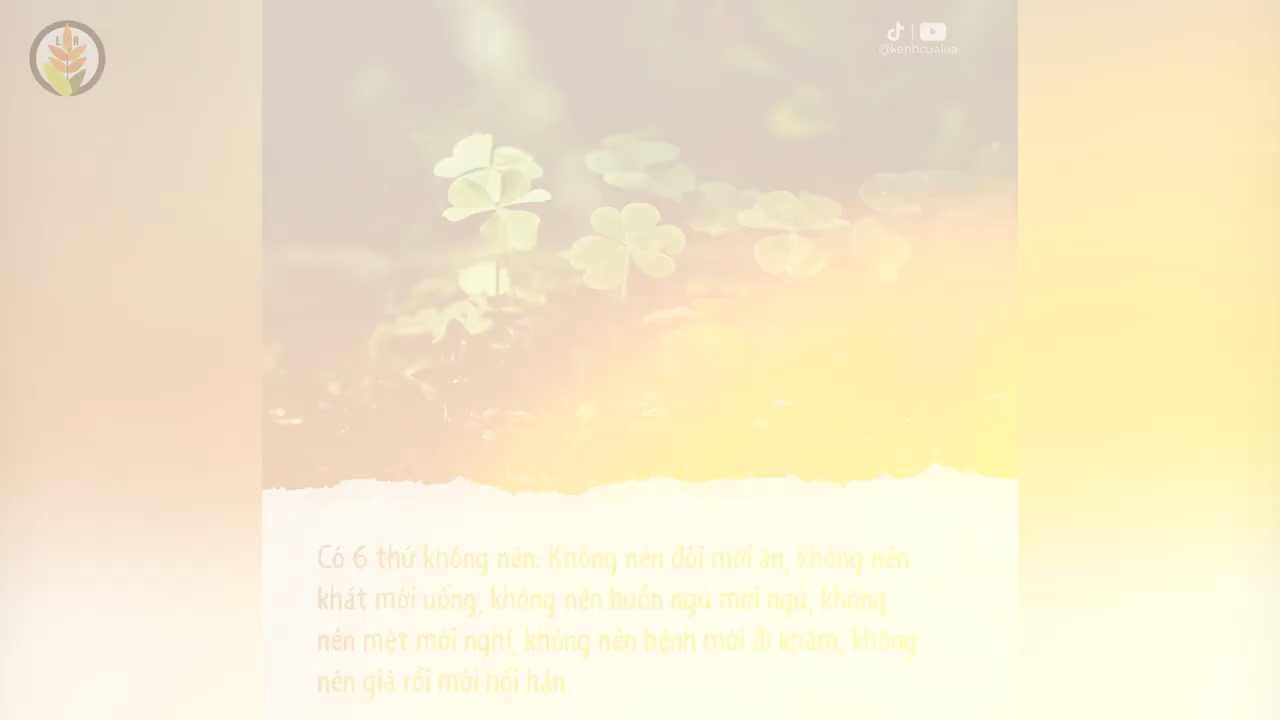 L A
@kenhcualua
Có 6 thứ không nên: Không nên đói mới ăn, không nên
khát mới uống, không nên buồn ngủ mới ngủ, không
nên mệt mới nghỉ, không nên bệnh mới đi khám, không
nên già rồi mới hối hận.